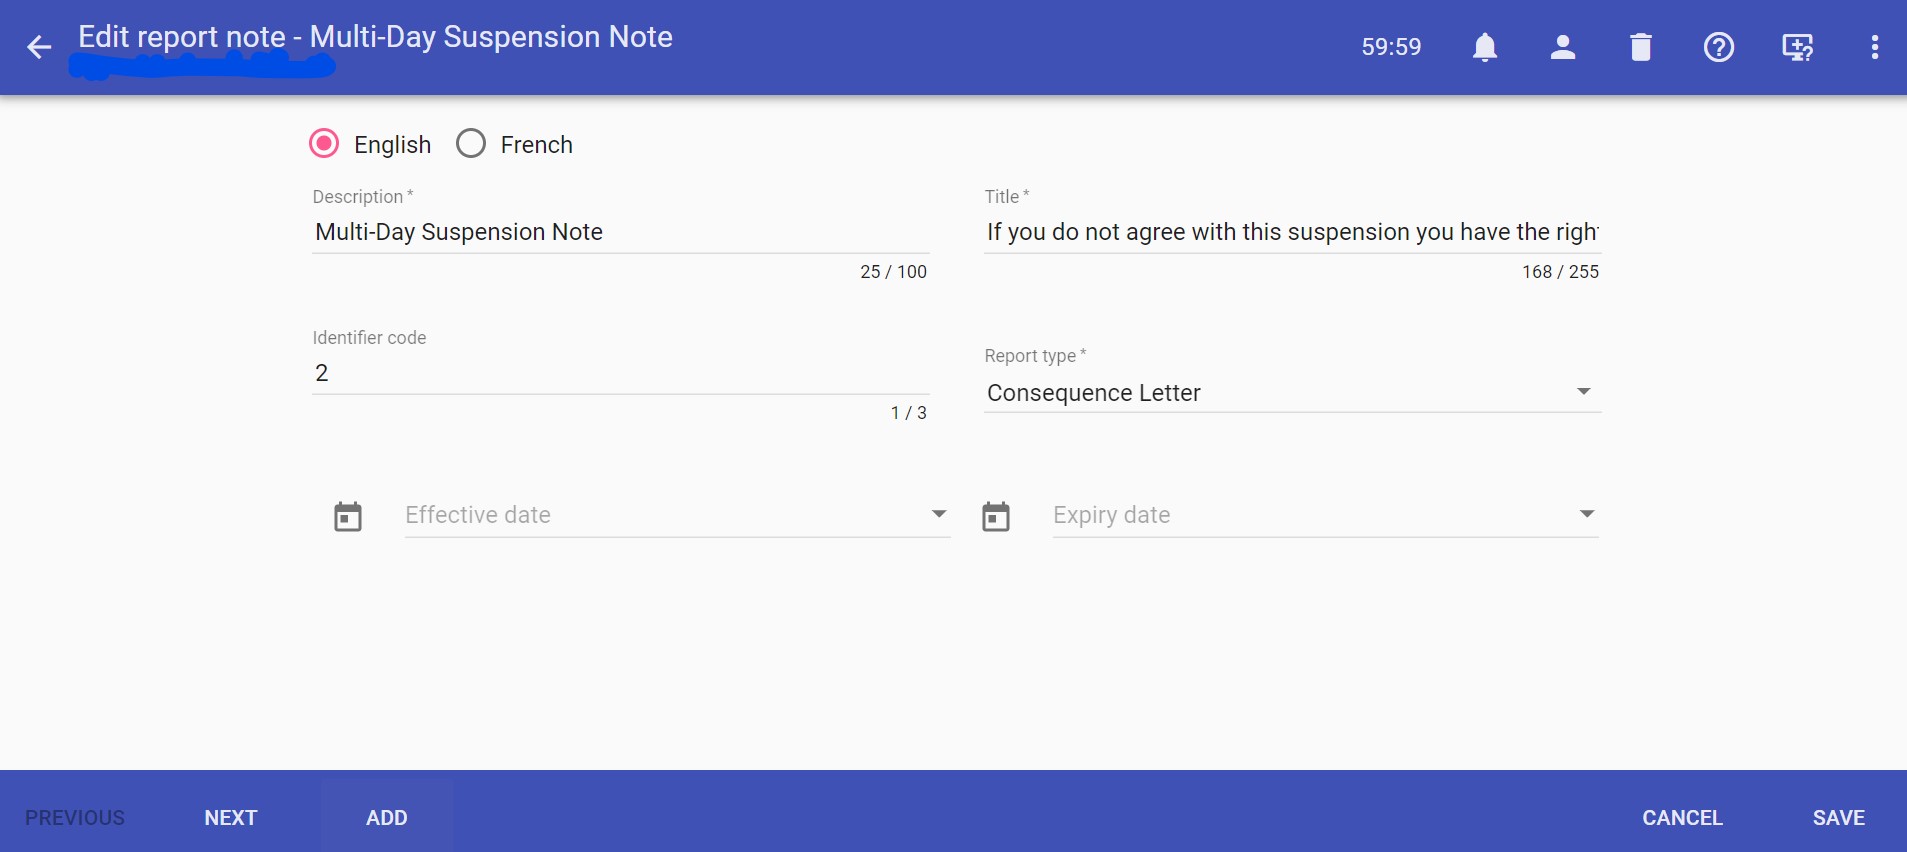 Edit report note - Multi-Day Suspension Note
59:59
English French
Description *
Multi-Day Suspension Note
25 / 100
Title *
If you do not agree with this suspension you have the
168 / 255
Identifier code
2
1 / 3
Report type *
Consequence Letter
Effective date
Expiry date
PREVIOUS NEXT ADD CANCEL SAVE